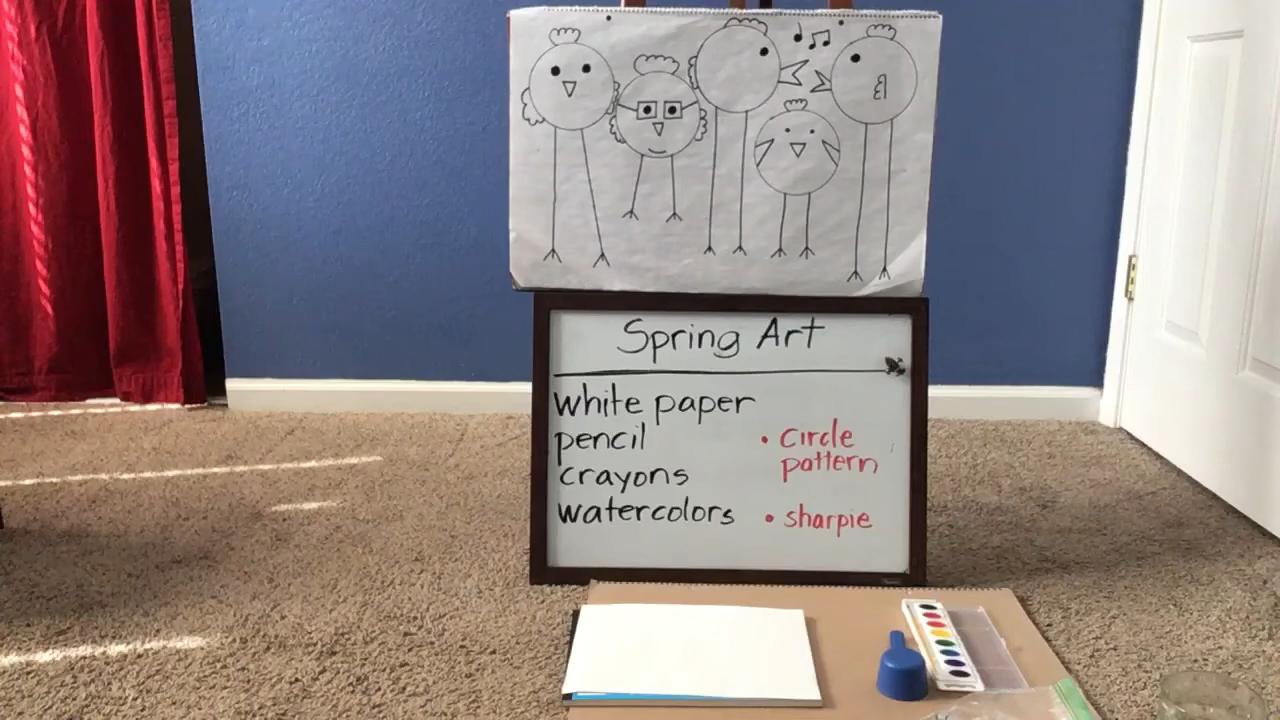 Spring Art
white paper
pencil
crayons
watercolors
• circle
pattern
• sharpie